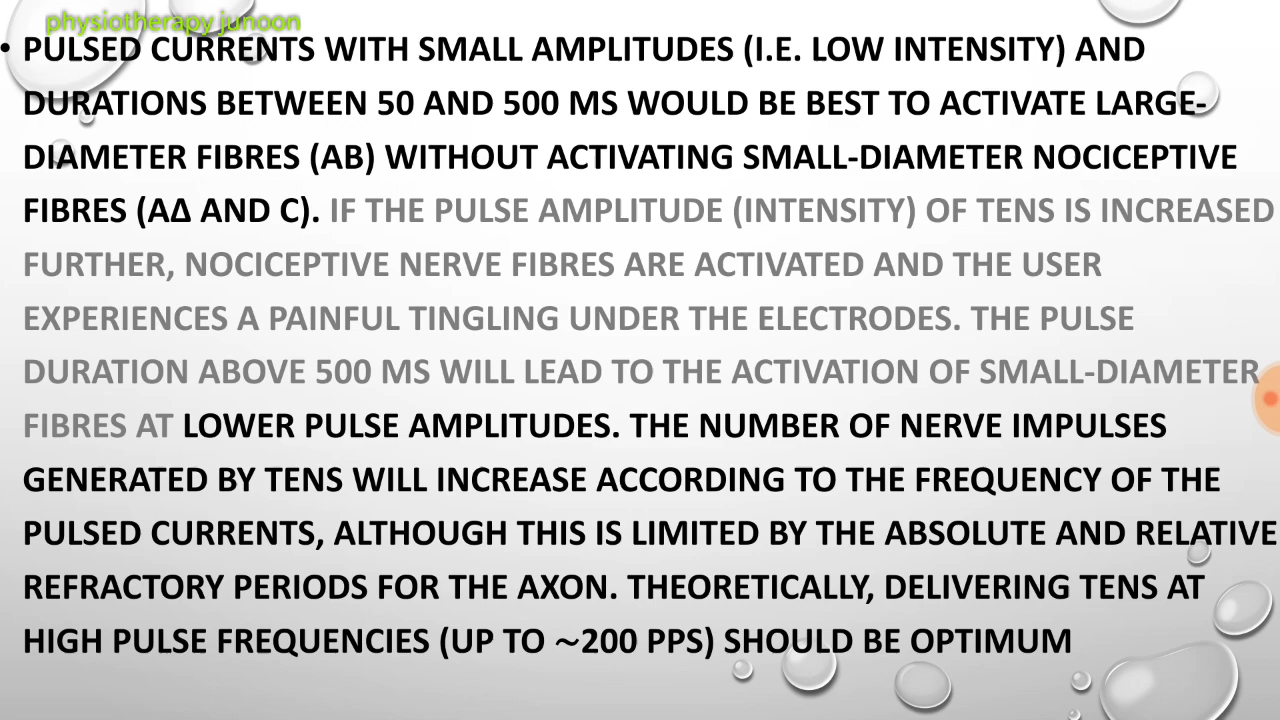 physiotherapy junoon
• PULSED CURRENTS WITH SMALL AMPLITUDES (I.E. LOW INTENSITY) AND
DURATIONS BETWEEN 50 AND 500 MS WOULD BE BEST TO ACTIVATE LARGE-
DIAMETER FIBRES (AB) WITHOUT ACTIVATING SMALL-DIAMETER NOCICEPTIVE
FIBRES (AΔ AND C). IF THE PULSE AMPLITUDE (INTENSITY) OF TENS IS INCREASED
FURTHER, NOCICEPTIVE NERVE FIBRES ARE ACTIVATED AND THE USER
EXPERIENCES A PAINFUL TINGLING UNDER THE ELECTRODES. THE PULSE
DURATION ABOVE 500 MS WILL LEAD TO THE ACTIVATION OF SMALL-DIAMETER
FIBRES AT LOWER PULSE AMPLITUDES. THE NUMBER OF NERVE IMPULSES
GENERATED BY TENS WILL INCREASE ACCORDING TO THE FREQUENCY OF THE
PULSED CURRENTS, ALTHOUGH THIS IS LIMITED BY THE ABSOLUTE AND RELATIVE
REFRACTORY PERIODS FOR THE AXON. THEORETICALLY, DELIVERING TENS AT
HIGH PULSE FREQUENCIES (UP TO ~200 PPS) SHOULD BE OPTIMUM